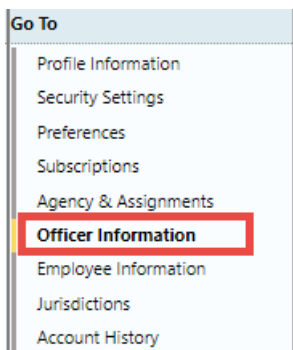 Go To
Profile Information
Security Settings
Preferences
Subscriptions
Agency & Assignments
Officer Information
Employee Information
Jurisdictions
Account History